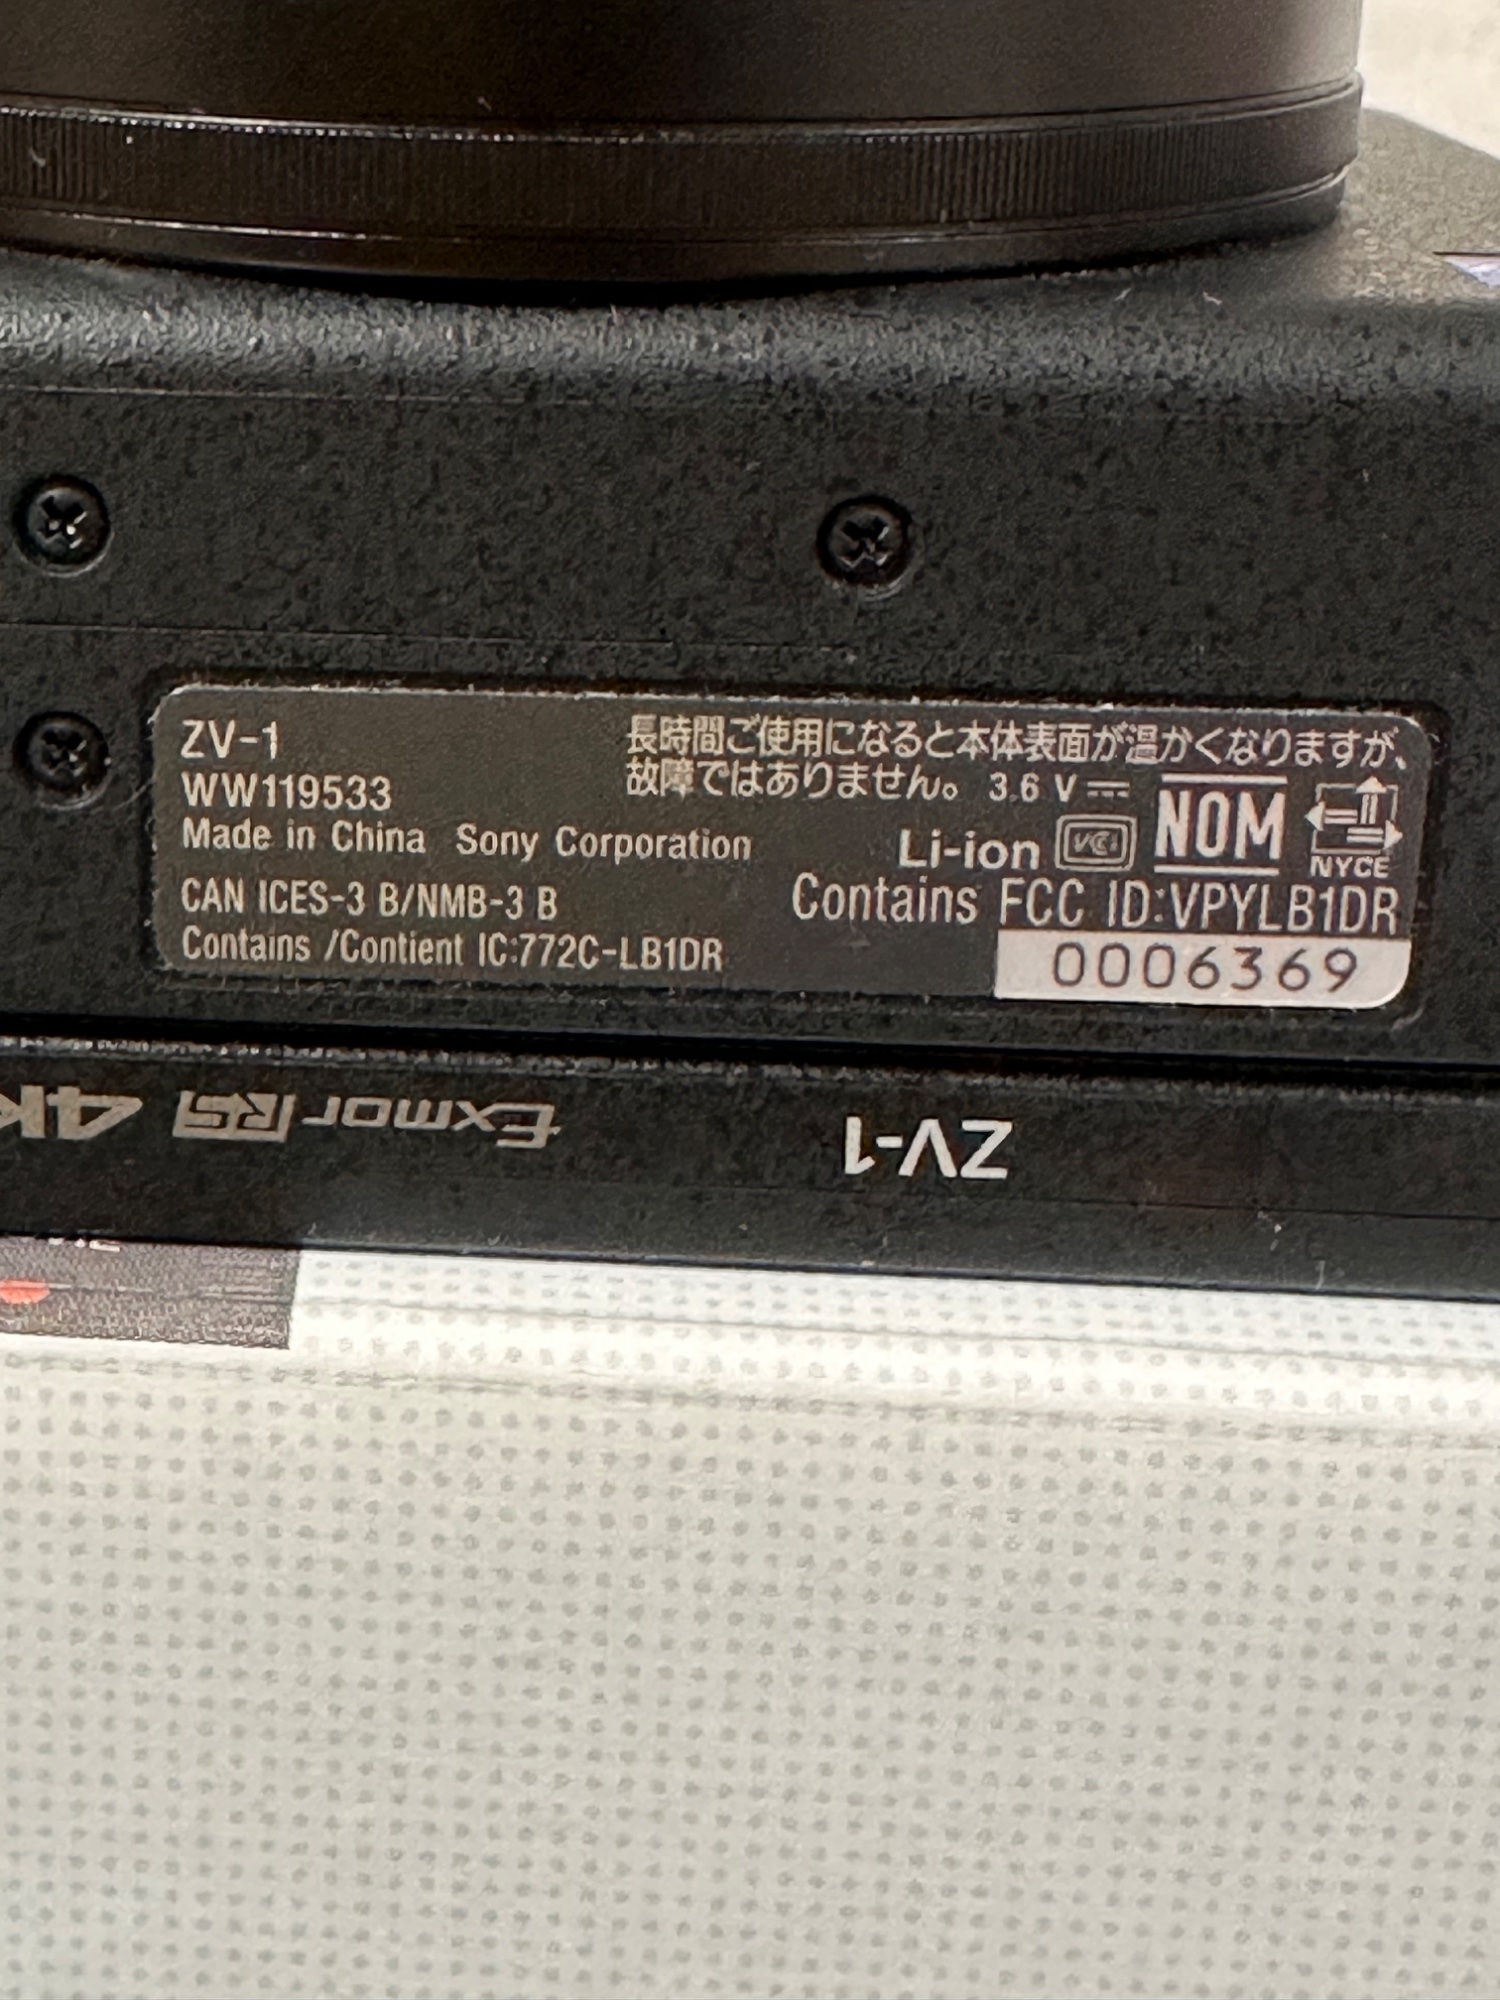 ZV-1
WW119533
Made in China Sony Corporation
CAN ICES-3 B/NMB-3 B
Contains /Contient IC:772C-LB1DR
長時間ご使用になると本体表面が温かくなりますが、
故障ではありません。 3.6 V
Li-ion VCI NOM NYCE
Contains FCC ID:VPYLB1DR
0006369
ZV-1 Exmor RS 4K